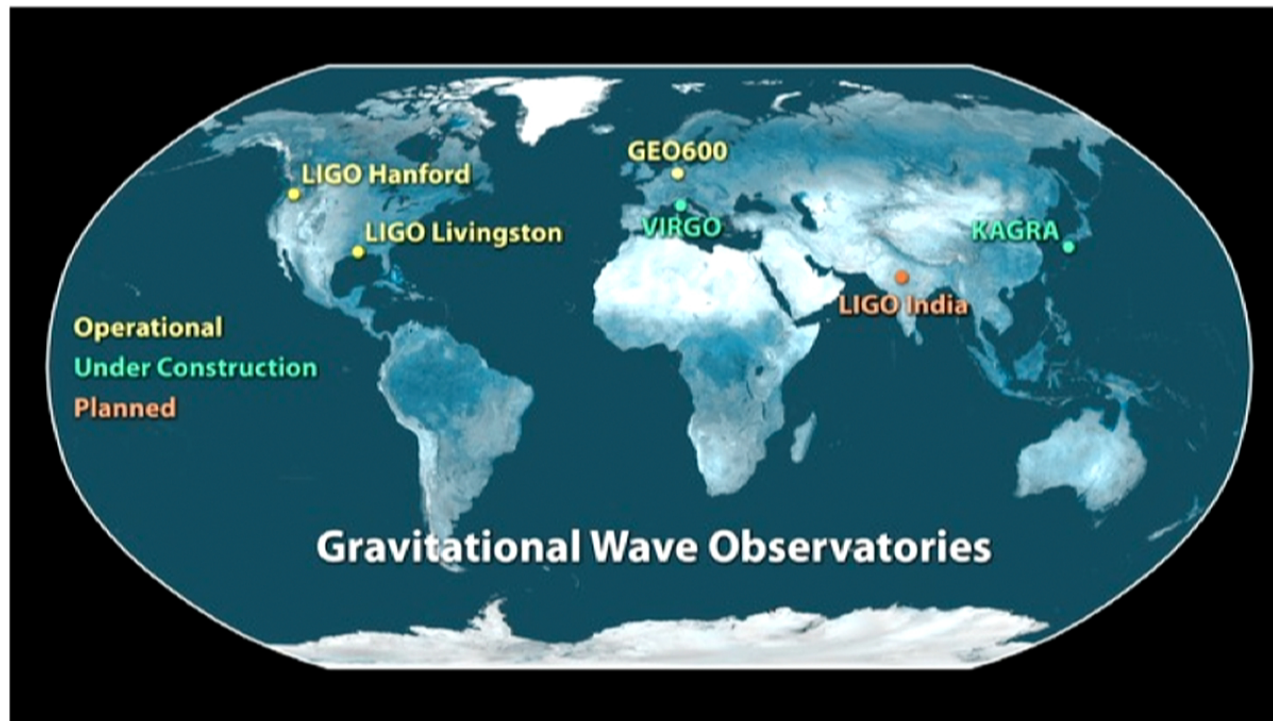 GEO600
LIGO Hanford
VIRGO
KAGRA
LIGO Livingston
LIGO India
Operational
Under Construction
Planned
Gravitational Wave Observatories